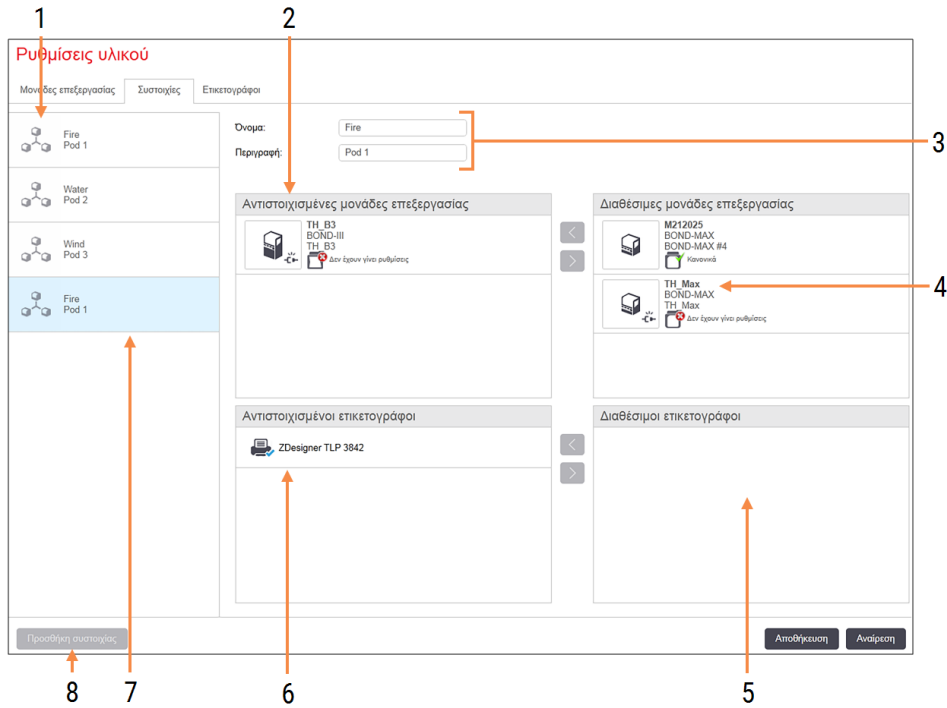 1
2
Ρυθμίσεις υλικού
Μονάδες επεξεργασίας
Συστοιχίες
Ετικετογράφοι
Fire
Pod 1
Water
Pod 2
Wind
Pod 3
Fire
Pod 1
Όνομα:
Fire
Περιγραφή:
Pod 1
3
Αντιστοιχισμένες μονάδες επεξεργασίας
TH_B3
BOND-III
TH_B3
Δεν έχουν γίνει ρυθμίσεις
<
>
Διαθέσιμες μονάδες επεξεργασίας
M212025
BOND-MAX
BOND-MAX #4
Κανονικά
TH_Max
BOND-MAX
TH_Max
Δεν έχουν γίνει ρυθμίσεις
4
Αντιστοιχισμένοι ετικετογράφοι
ZDesigner TLP 3842
<
>
Διαθέσιμοι ετικετογράφοι
Προσθήκη συστοιχίας
Αποθήκευση
Αναίρεση
8
7
6
5